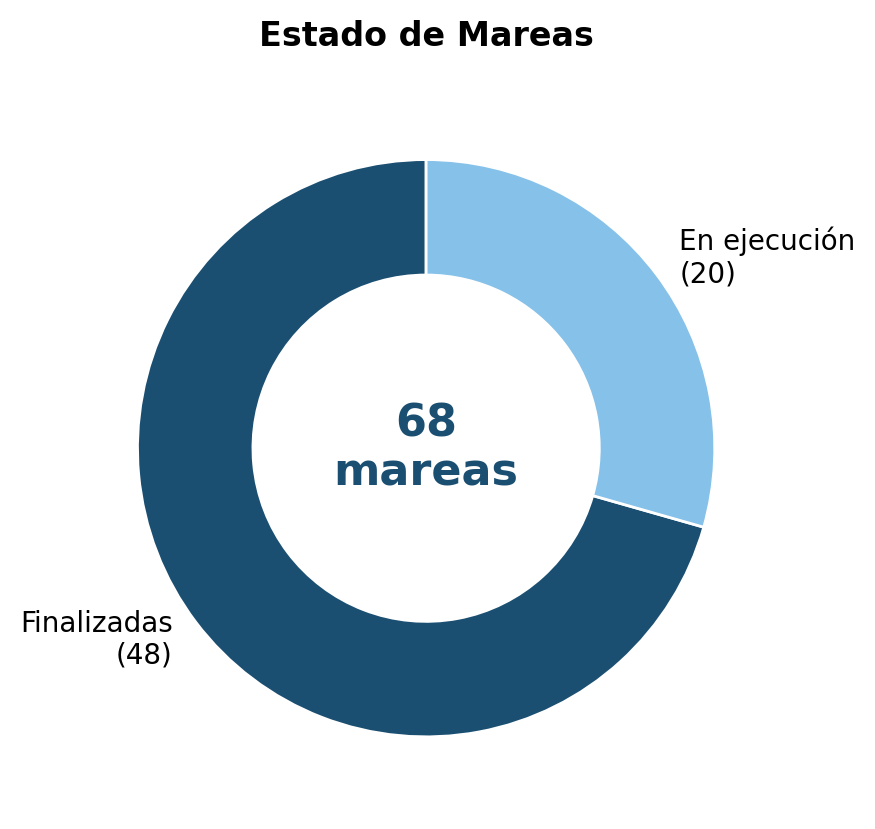 Estado de Mareas
En ejecución
(20)
68
mareas
Finalizadas
(48)